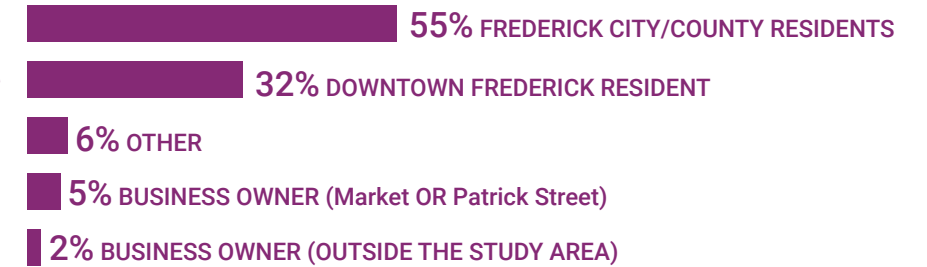 55% FREDERICK CITY/COUNTY RESIDENTS
32% DOWNTOWN FREDERICK RESIDENT
6% OTHER
5% BUSINESS OWNER (Market OR Patrick Street)
2% BUSINESS OWNER (OUTSIDE THE STUDY AREA)